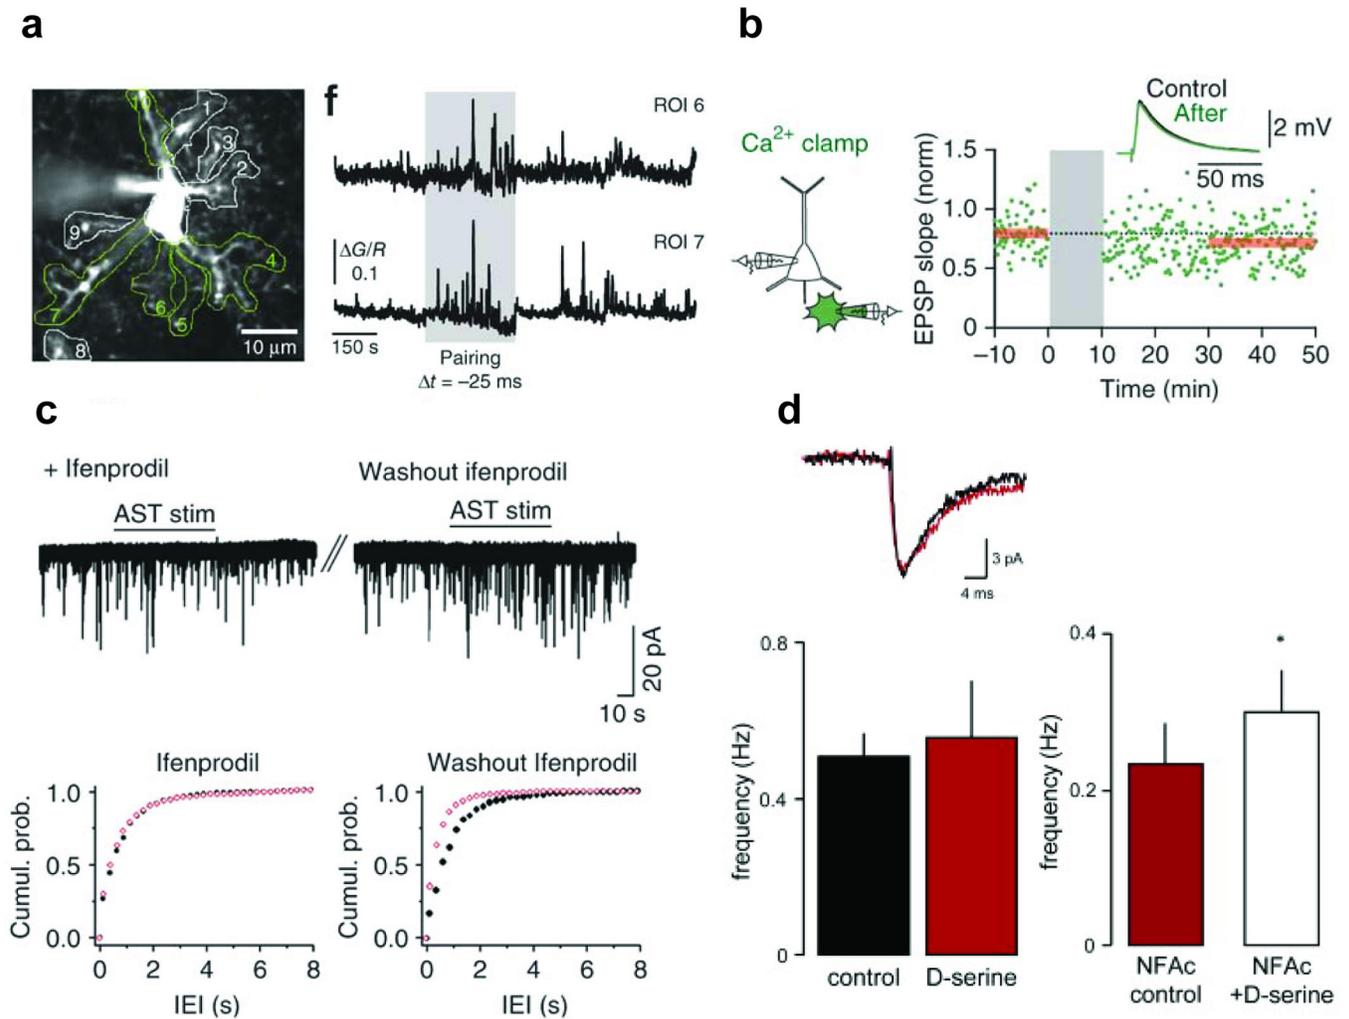 a
10
1
3
2
9
4
6
5
7
8
10 μm
f
ROI 6
ROI 7
ΔG/R
0.1
150 s
Pairing
Δt = –25 ms
b
Ca2+ clamp
Control
After
2 mV
50 ms
EPSP slope (norm)
1.5
1.0
0.5
0
–10 0 10 20 30 40 50
Time (min)
c
+ Ifenprodil
Washout ifenprodil
AST stim
AST stim
20 pA
10 s
Ifenprodil
Cumul. prob.
1.0
0.5
0.0
0 2 4 6 8
IEI (s)
Washout Ifenprodil
Cumul. prob.
1.0
0.5
0.0
0 2 4 6 8
IEI (s)
d
3 pA
4 ms
frequency (Hz)
0.8
0.4
0
control D-serine
frequency (Hz)
0.4
0.2
0
*
NFAc NFAc
control +D-serine